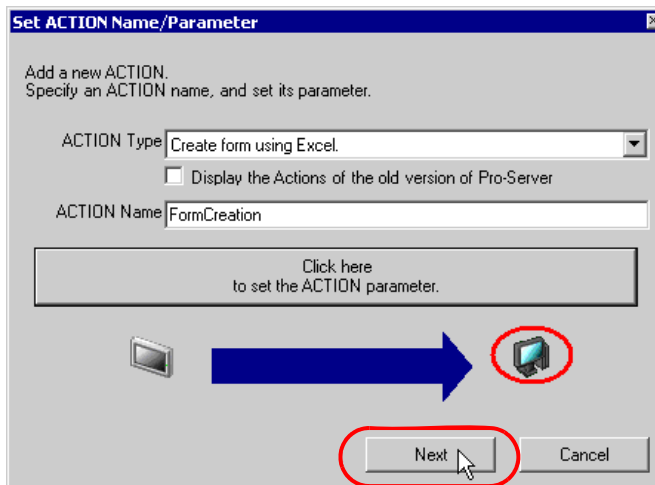 Set ACTION Name/Parameter
Add a new ACTION.
Specify an ACTION name, and set its parameter.
ACTION Type Create form using Excel.
Display the Actions of the old version of Pro-Server
ACTION Name FormCreation
Click here
to set the ACTION parameter.
Next Cancel